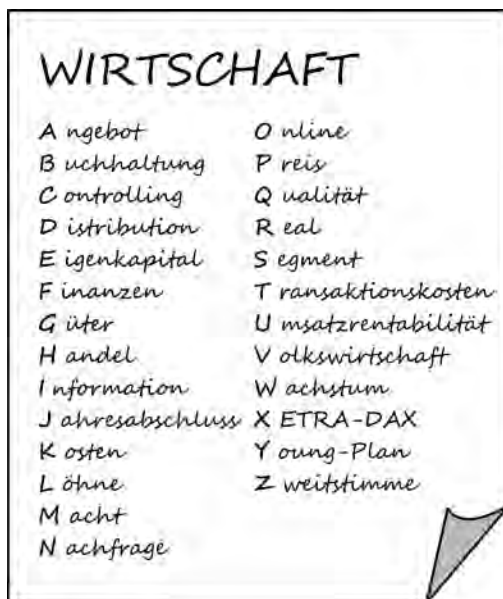 WIRTSCHAFT
A ngebot
B uchhaltung
C ontrolling
D istribution
E igenkapital
F inanzen
G üter
H andel
I nformation
J ahresabschluss
K osten
L öhne
M acht
N achfrage
O nline
P reis
Q ualität
R eal
S egment
T ransaktionskosten
U msatzrentabilität
V olkswirtschaft
W achstum
X ETRA-DAX
Y oung-Plan
Z weitstimme